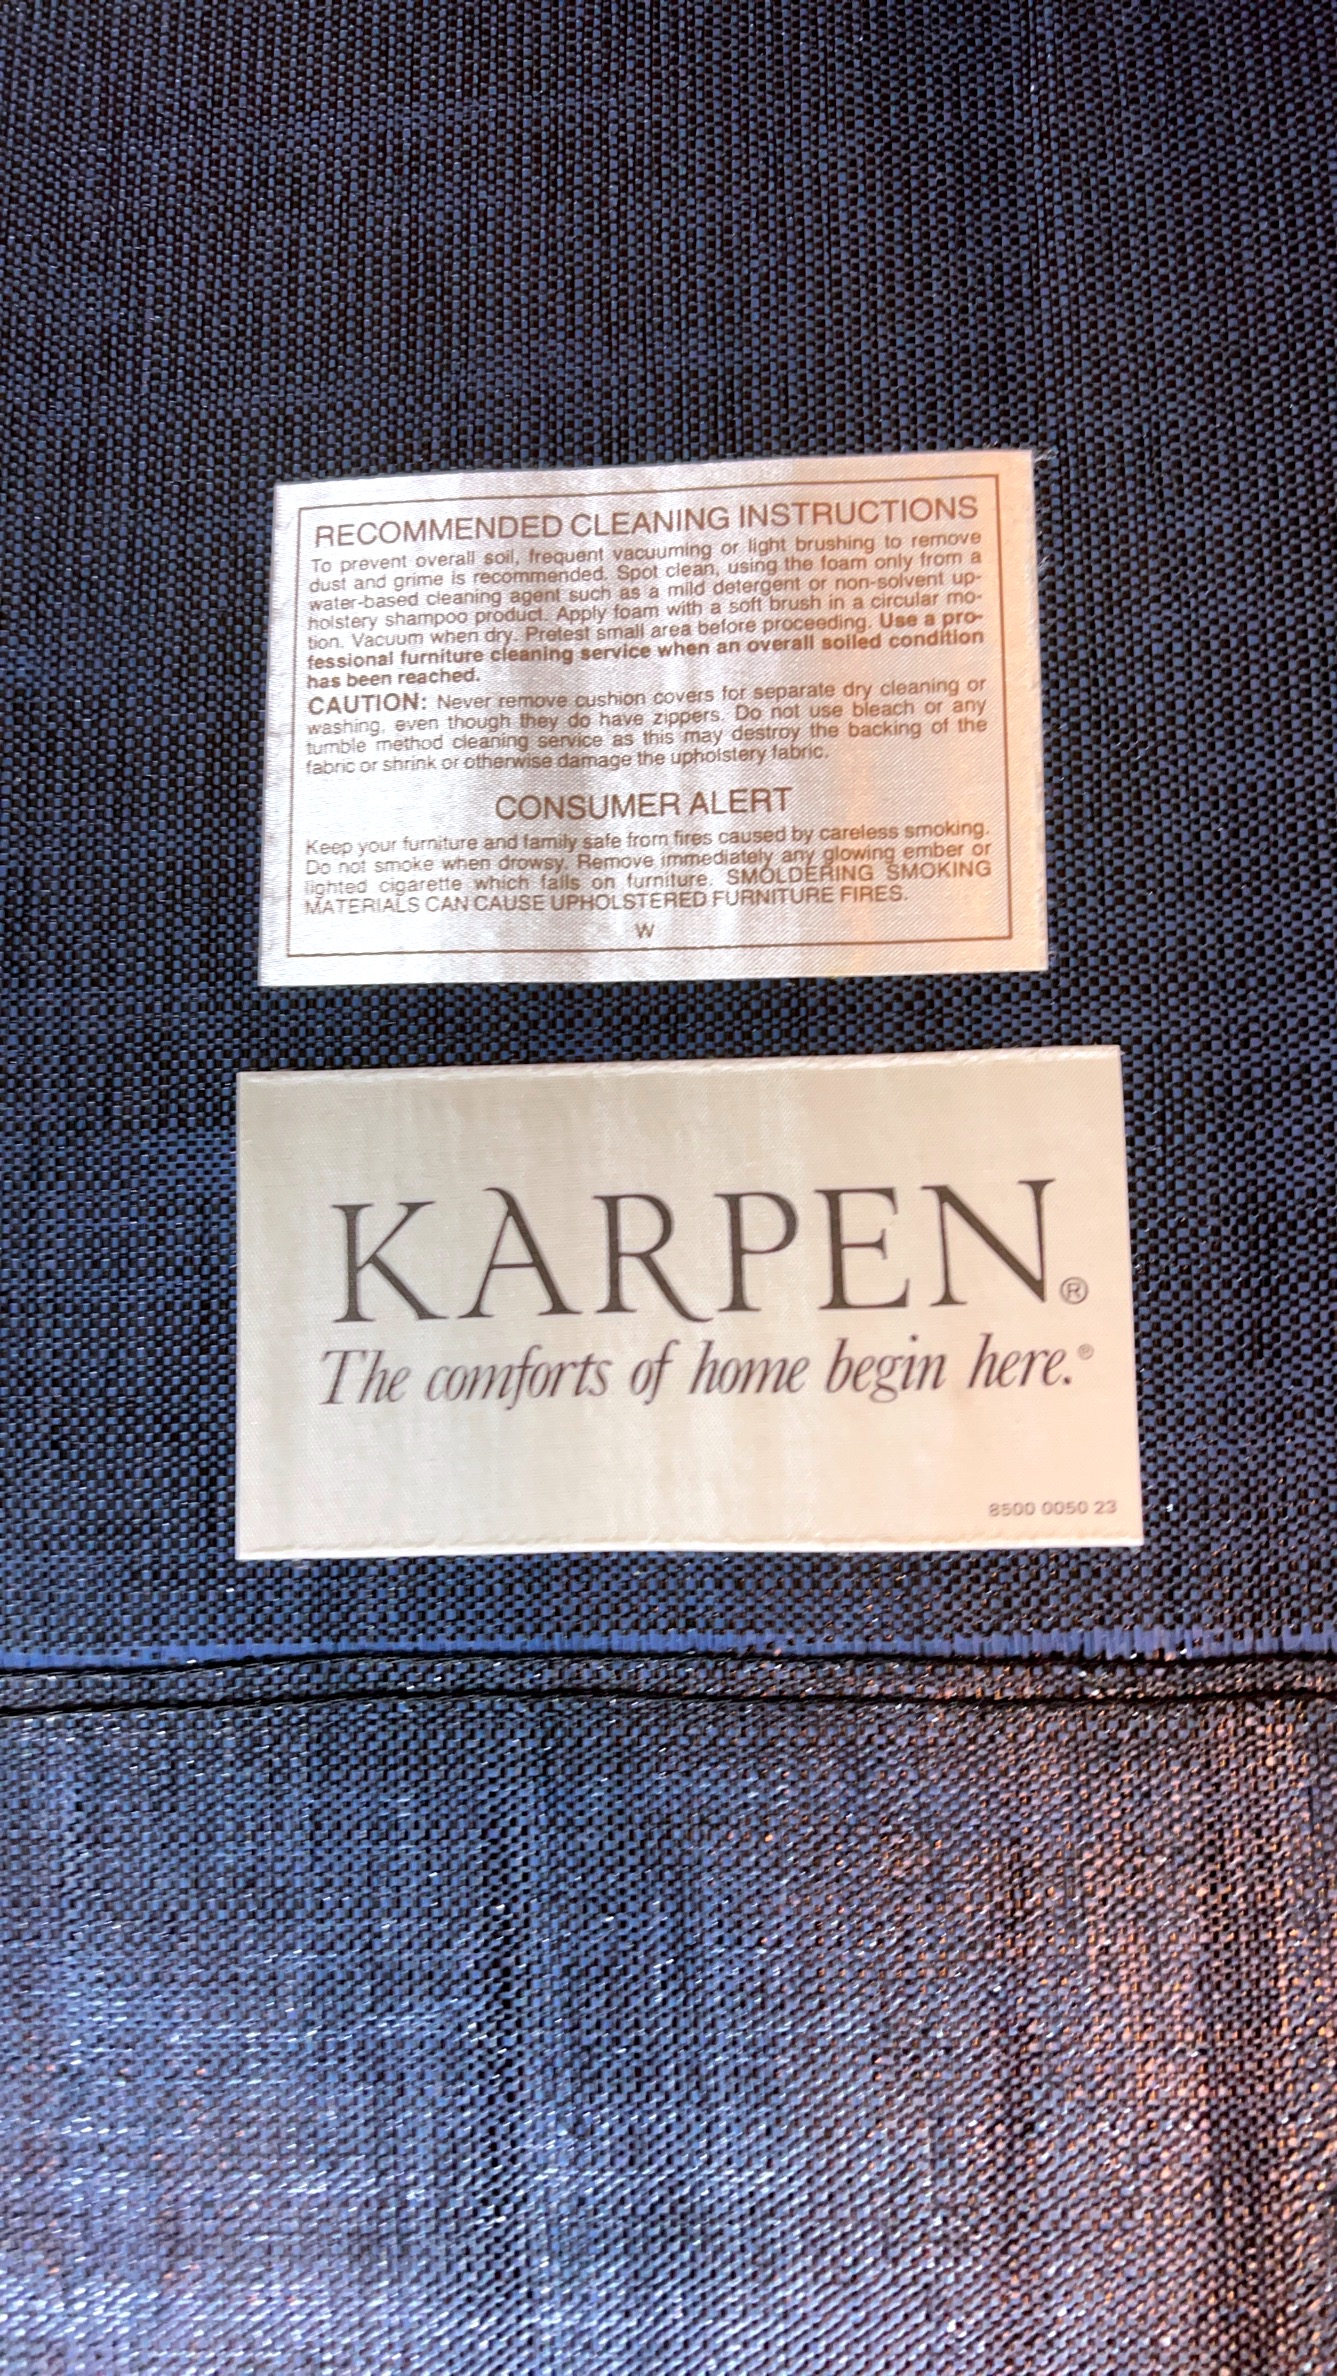 RECOMMENDED CLEANING INSTRUCTIONS
To prevent overall soil, frequent vacuuming or light brushing to remove
dust and grime is recommended. Spot clean, using the foam only from a
water-based cleaning agent such as a mild detergent or non-solvent up-
holstery shampoo product. Apply foam with a soft brush in a circular mo-
tion. Vacuum when dry. Pretest small area before proceeding. Use a pro-
fessional furniture cleaning service when an overall soiled condition
has been reached.
CAUTION: Never remove cushion covers for separate dry cleaning or
washing, even though they do have zippers. Do not use bleach or any
tumble method cleaning service as this may destroy the backing of the
fabric or shrink or otherwise damage the upholstery fabric.
CONSUMER ALERT
Keep your furniture and family safe from fires caused by careless smoking.
Do not smoke when drowsy. Remove immediately any glowing ember or
lighted cigarette which falls on furniture. SMOLDERING SMOKING
MATERIALS CAN CAUSE UPHOLSTERED FURNITURE FIRES.
W
KARPEN®
The comforts of home begin here.®
8500 0050 23